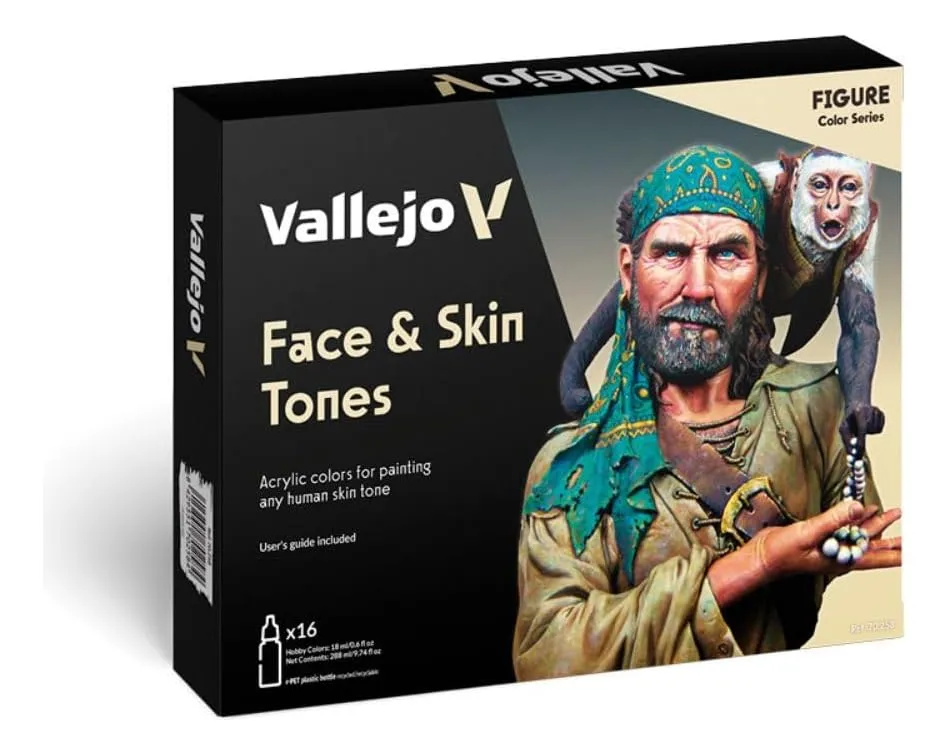 Vallejo
FIGURE
Color Series
Vallejo
Vallejo
Face & Skin
Tones
Acrylic colors for painting
any human skin tone
User's guide included
x16
Hobby Colors: 18 ml/0.6 fl oz
Net Contents: 288 ml/9.74 fl oz
r-PET plastic bottle recycled/recyclable